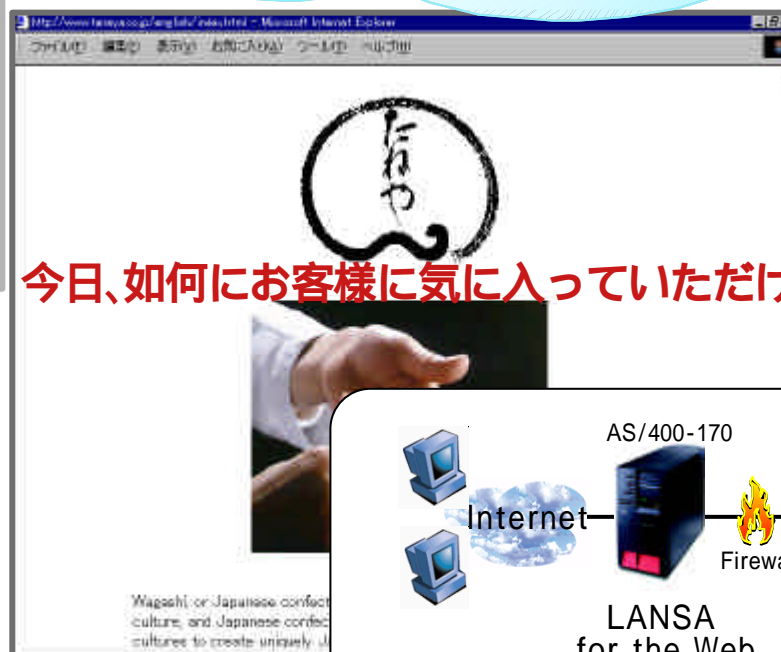 http://www.taneya.co.jp/english/index.html - Microsoft Internet Explorer
ファイル(F) 編集(E) 表示(V) お気に入り(A) ツール(T) ヘルプ(H)
たねや
今日、如何にお客様に気に入っていただけ
AS/400-170
Internet
Firewa
LANSA
for the Web
Wagashi, or Japanese confect
culture, and Japanese confec
cultures to create uniquely J